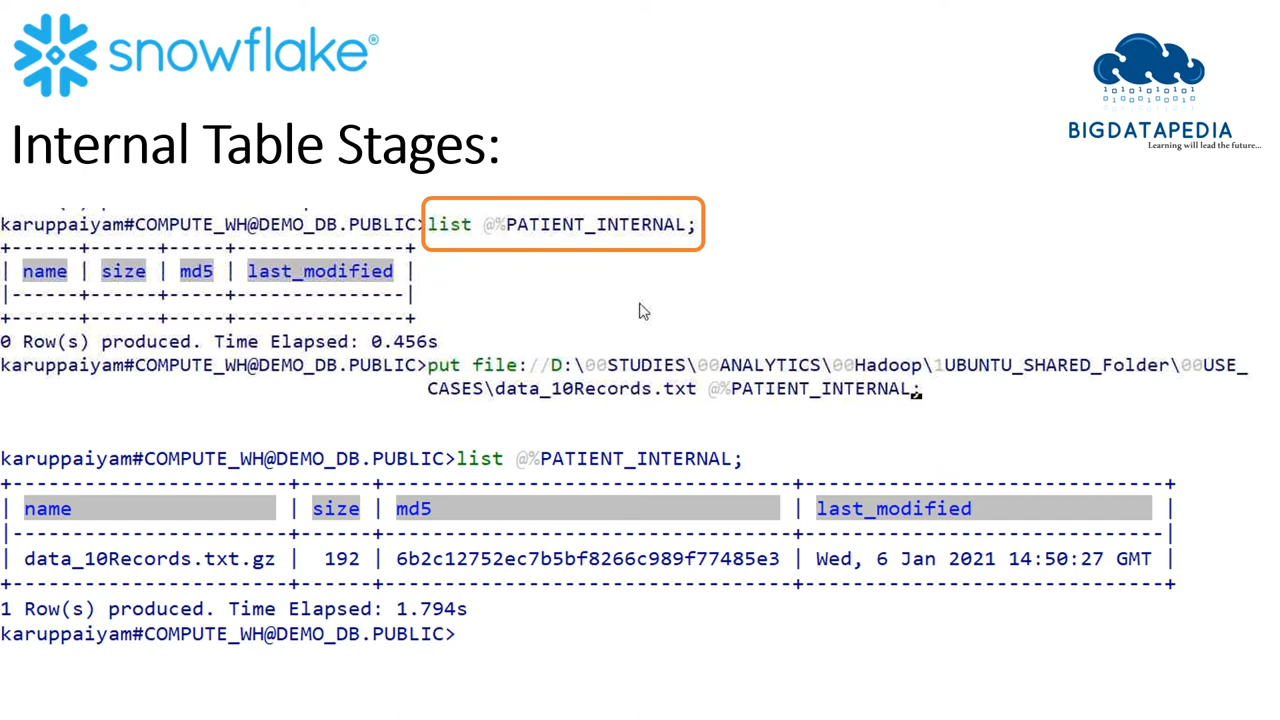 snowflake®
BIGDATAPEDIA
Learning will lead the future...
Internal Table Stages:
karuppaiyam#COMPUTE_WH@DEMO_DB.PUBLIC>list @%PATIENT_INTERNAL;
+------+------+-----+---------------+
| name | size | md5 | last_modified |
|------+------+-----+---------------|
+------+------+-----+---------------+
0 Row(s) produced. Time Elapsed: 0.456s
karuppaiyam#COMPUTE_WH@DEMO_DB.PUBLIC>put file://D:\00STUDIES\00ANALYTICS\00Hadoop\1UBUNTU_SHARED_Folder\00USE_
CASES\data_10Records.txt @%PATIENT_INTERNAL;
karuppaiyam#COMPUTE_WH@DEMO_DB.PUBLIC>list @%PATIENT_INTERNAL;
+------------------------+------+----------------------------------+------------------------------+
| name | size | md5 | last_modified |
|------------------------+------+----------------------------------+------------------------------|
| data_10Records.txt.gz | 192 | 6b2c12752ec7b5bf8266c989f77485e3 | Wed, 6 Jan 2021 14:50:27 GMT |
+------------------------+------+----------------------------------+------------------------------+
1 Row(s) produced. Time Elapsed: 1.794s
karuppaiyam#COMPUTE_WH@DEMO_DB.PUBLIC>